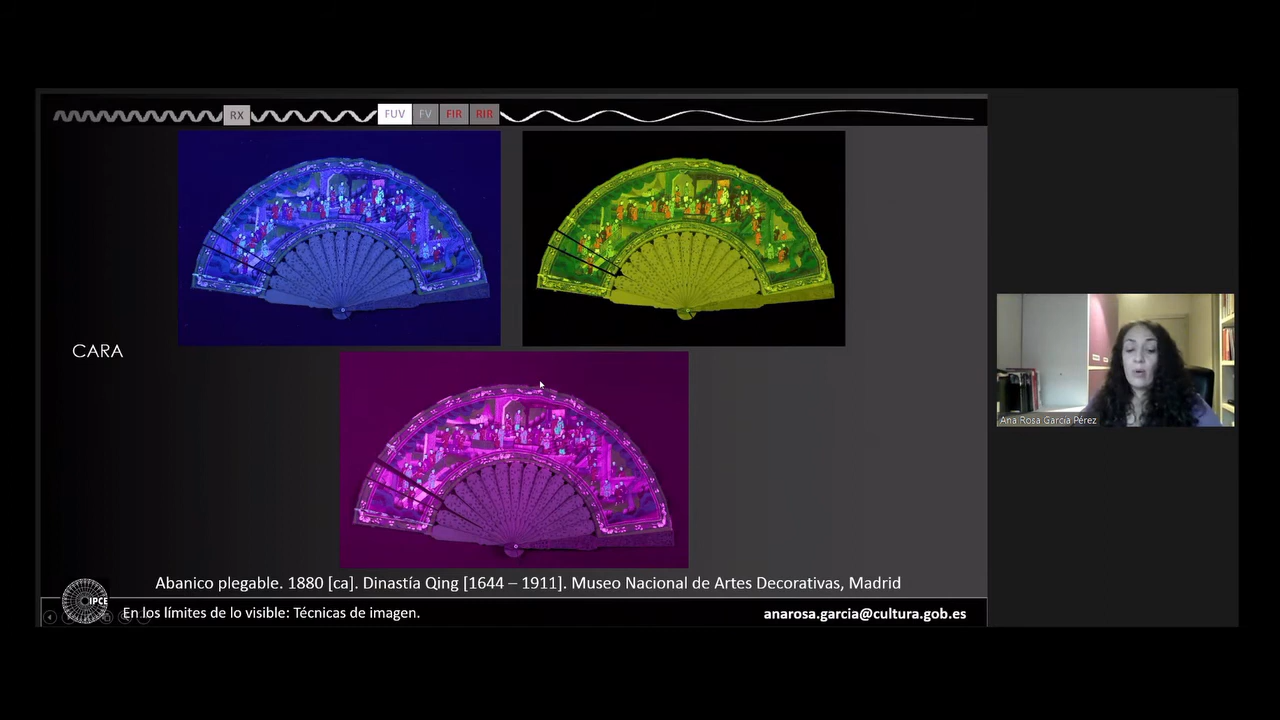 RX
FUV FV FIR RIR
CARA
Ana Rosa García Pérez
Abanico plegable. 1880 [ca]. Dinastía Qing [1644 – 1911]. Museo Nacional de Artes Decorativas, Madrid
IPCE
En los límites de lo visible: Técnicas de imagen.
anarosa.garcia@cultura.gob.es